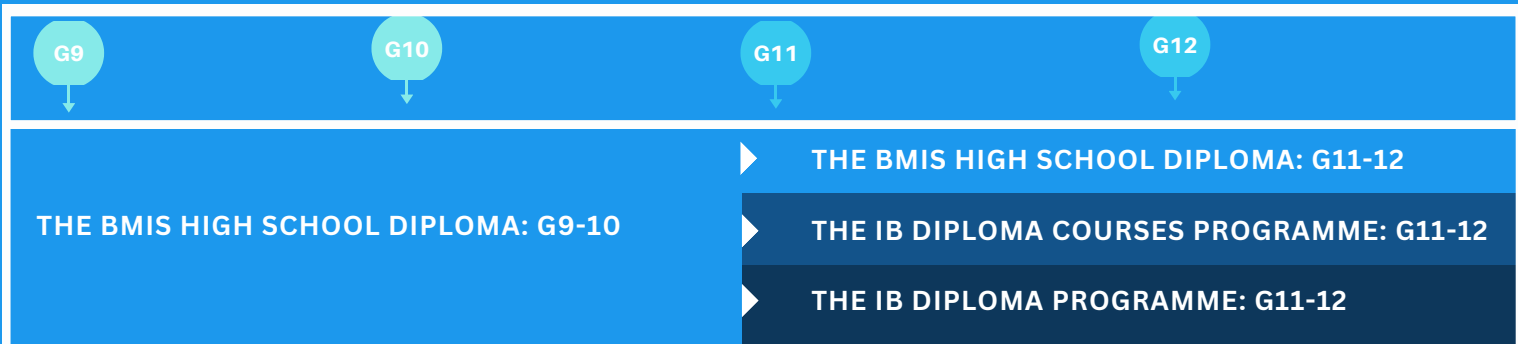 G9
G10
G11
G12
THE BMIS HIGH SCHOOL DIPLOMA: G9-10
THE BMIS HIGH SCHOOL DIPLOMA: G11-12
THE IB DIPLOMA COURSES PROGRAMME: G11-12
THE IB DIPLOMA PROGRAMME: G11-12